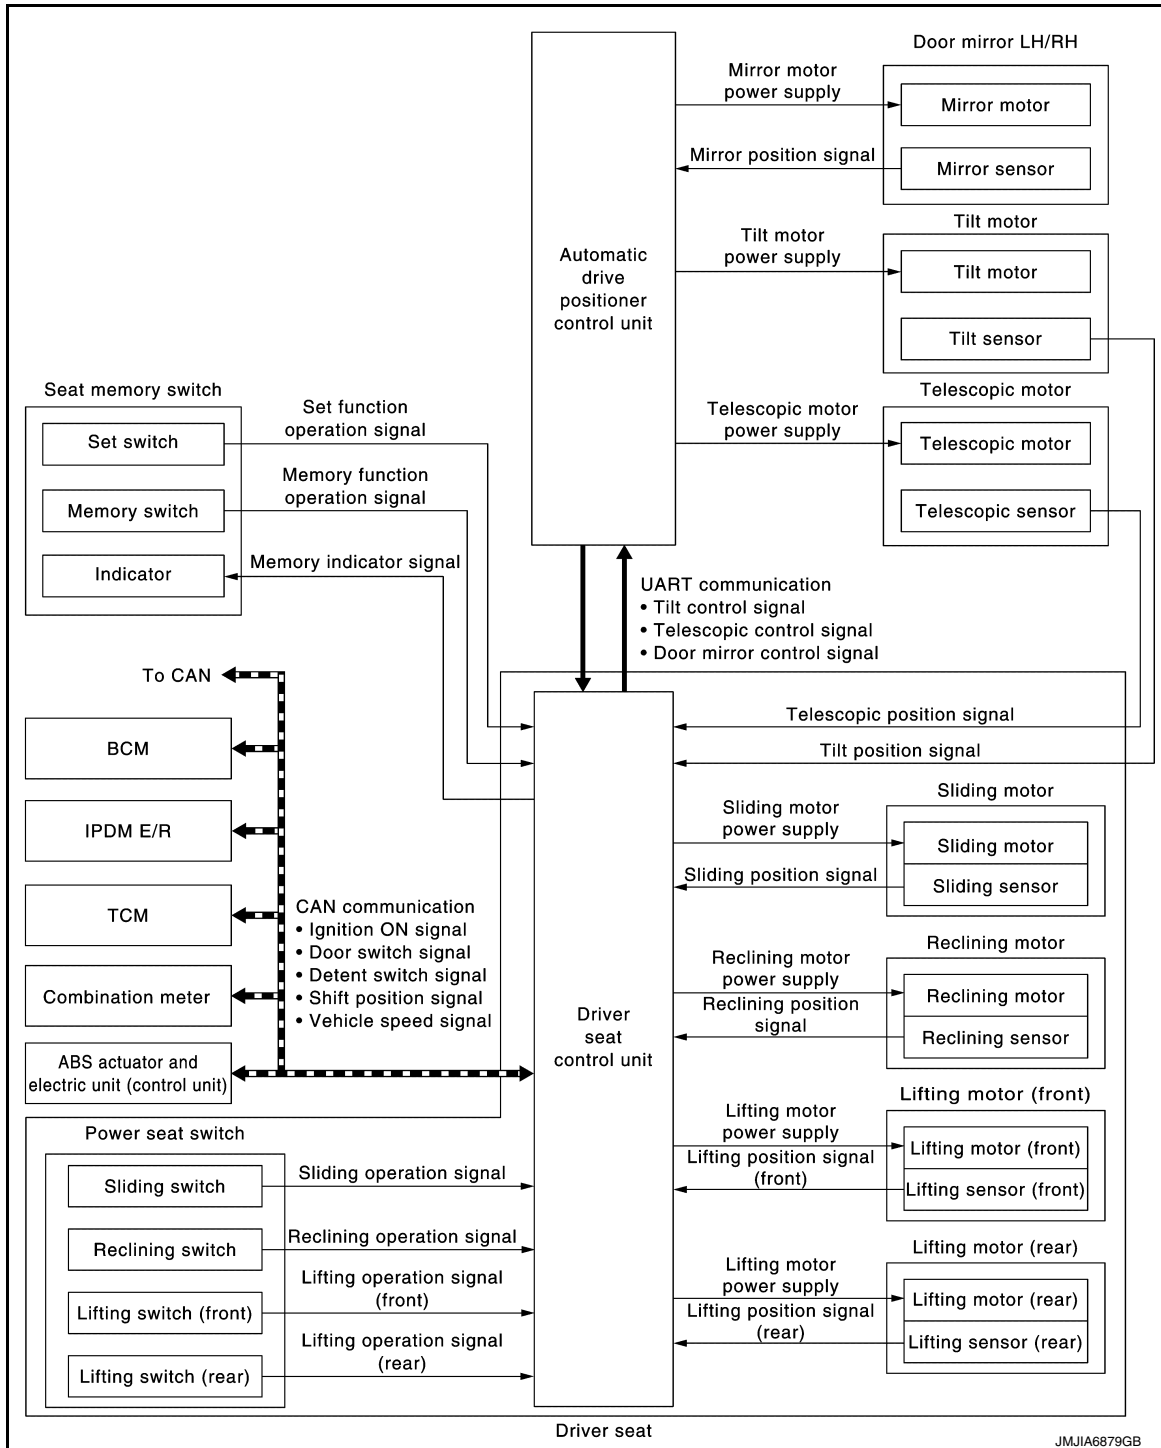 Door mirror LH/RH
Mirror motor
power supply
Mirror motor
Mirror position signal
Mirror sensor
Tilt motor
Tilt motor
power supply
Tilt motor
Tilt sensor
Automatic
drive
positioner
control unit
Telescopic motor
Telescopic motor
power supply
Telescopic motor
Telescopic sensor
Seat memory switch
Set switch
Set function
operation signal
Memory switch
Memory function
operation signal
Indicator
Memory indicator signal
UART communication
• Tilt control signal
• Telescopic control signal
• Door mirror control signal
To CAN
BCM
IPDM E/R
TCM
Combination meter
ABS actuator and
electric unit (control unit)
CAN communication
• Ignition ON signal
• Door switch signal
• Detent switch signal
• Shift position signal
• Vehicle speed signal
Driver
seat
control unit
Telescopic position signal
Tilt position signal
Sliding motor
Sliding motor
power supply
Sliding motor
Sliding position signal
Sliding sensor
Reclining motor
Reclining motor
power supply
Reclining motor
Reclining position
signal
Reclining sensor
Lifting motor (front)
Lifting motor
power supply
Lifting motor (front)
Lifting position signal
(front)
Lifting sensor (front)
Lifting motor (rear)
Lifting motor
power supply
Lifting motor (rear)
Lifting position signal
(rear)
Lifting sensor (rear)
Power seat switch
Sliding switch
Sliding operation signal
Reclining switch
Reclining operation signal
Lifting switch (front)
Lifting operation signal
(front)
Lifting switch (rear)
Lifting operation signal
(rear)
Driver seat
JMJIA6879GB